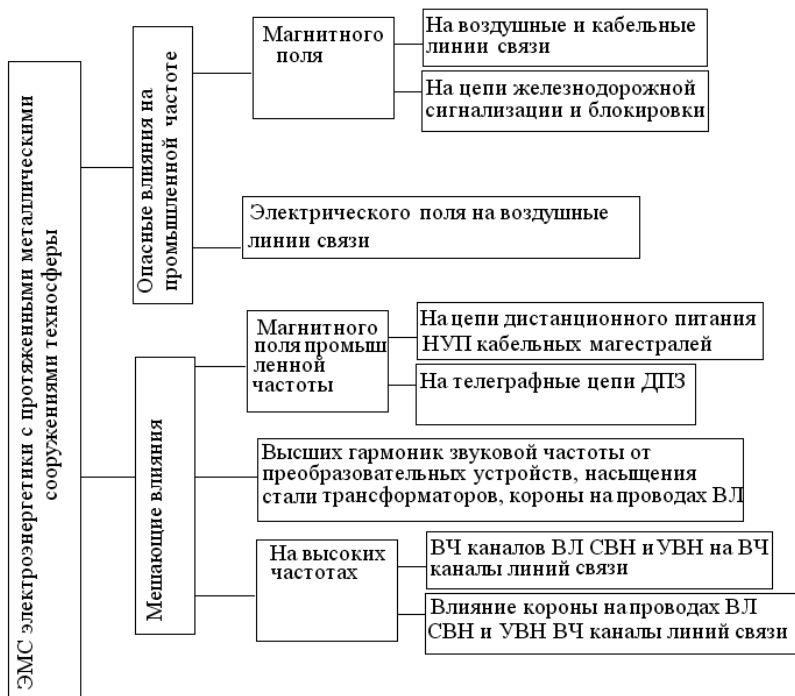 ЭМС электроэнергетики с протяженными металлическими
сооружениями техносферы
Опасные влияния на
промышленной частоте
Магнитного
поля
На воздушные и кабельные
линии связи
На цепи железнодорожной
сигнализации и блокировки
Электрического поля на воздушные
линии связи
Мешающие влияния
Магнитного
поля промыш
ленной
частоты
На цепи дистанционного питания
НУП кабельных магестралей
На телеграфные цепи ДПЗ
Высших гармоник звуковой частоты от
преобразовательных устройств, насыщения
стали трансформаторов, короны на проводах ВЛ
На высоких
частотах
ВЧ каналов ВЛ СВН и УВН на ВЧ
каналы линий связи
Влияние короны на проводах ВЛ
СВН и УВН ВЧ каналы линий связи